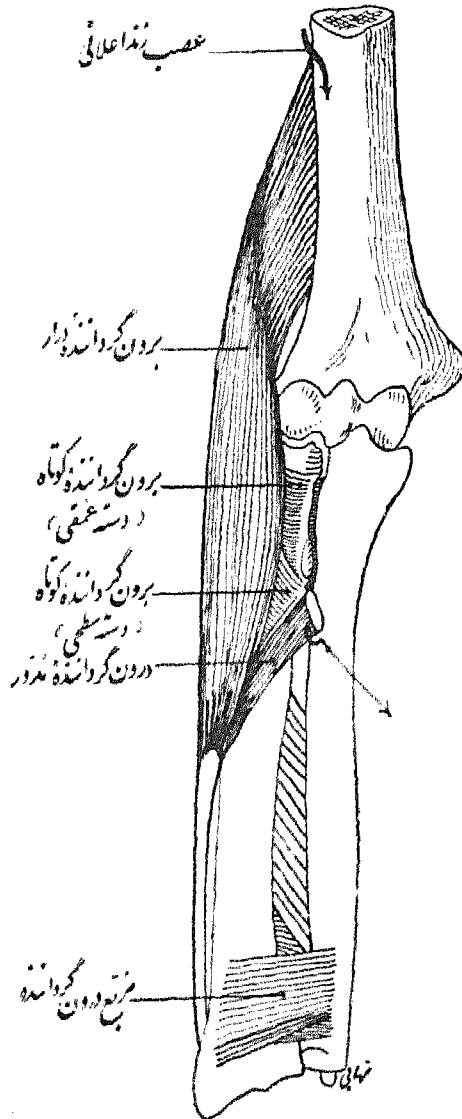 عصب زند اعلائی
برون گردانندهٔ دراز
برون گردانندهٔ کوتاه
(دسته عمقی)
برون گردانندهٔ کوتاه
(دسته سطحی)
درون گردانندهٔ مُدَوّر
مربع درون گرداننده